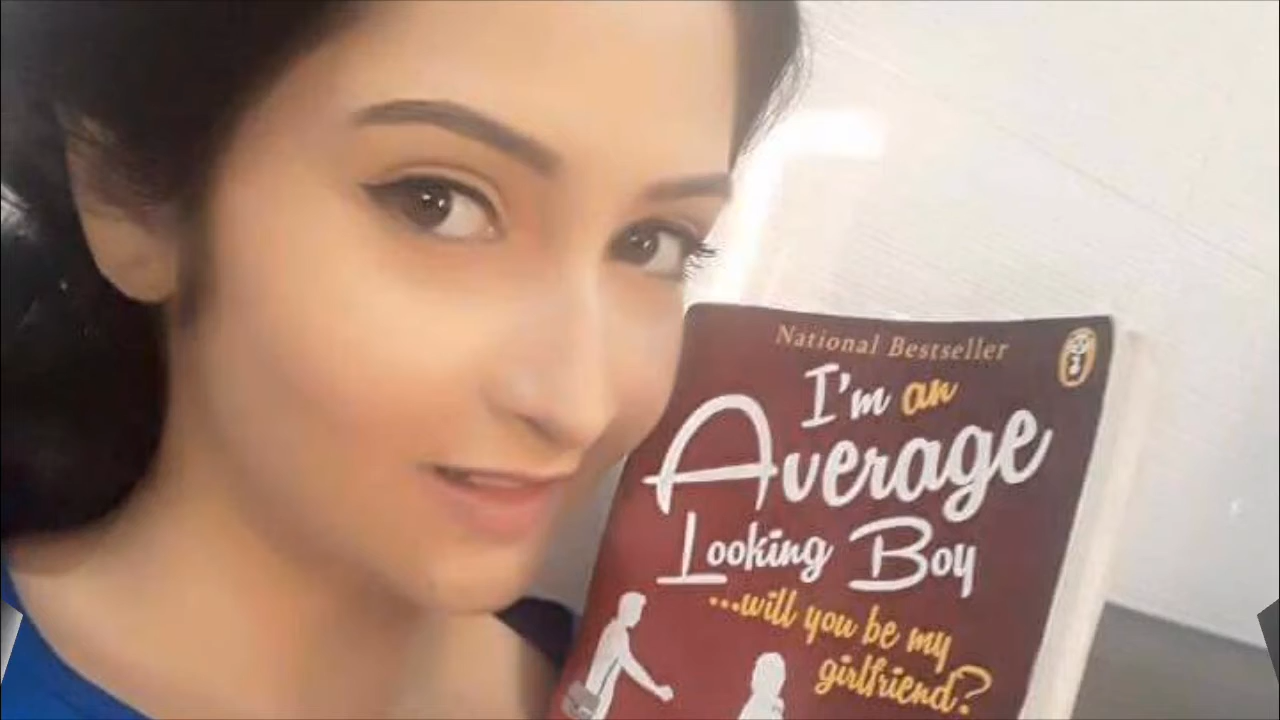 National Bestseller
I'm an
Average
Looking Boy
...will you be my
girlfriend?